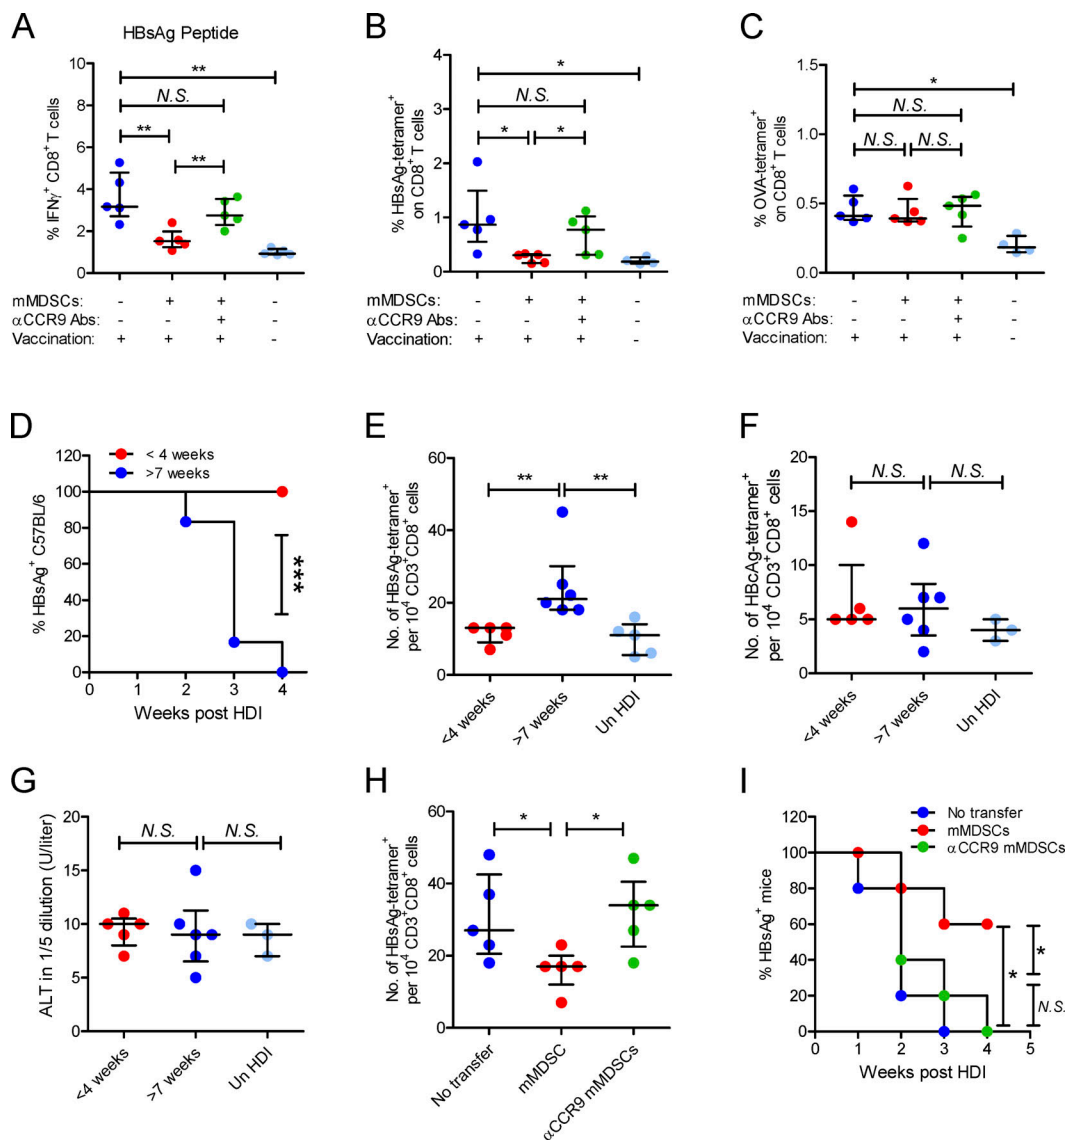 A
HBsAg Peptide
% IFNγ⁺ CD8⁺ T cells
10
8
6
4
2
0
**
N.S.
**
**
mMDSCs: - + + -
αCCR9 Abs: - - + -
Vaccination: + + + -
B
% HBsAg-tetramer⁺
on CD8⁺ T cells
4
3
2
1
0
*
N.S.
*
*
mMDSCs: - + + -
αCCR9 Abs: - - + -
Vaccination: + + + -
C
% OVA-tetramer⁺
on CD8⁺ T cells
1.5
1.0
0.5
0.0
*
N.S.
N.S.
N.S.
mMDSCs: - + + -
αCCR9 Abs: - - + -
Vaccination: + + + -
D
< 4 weeks
>7 weeks
% HBsAg⁺ C57BL/6
120
100
80
60
40
20
0
***
0 1 2 3 4
Weeks post HDI
E
No. of HBsAg-tetramer⁺
per 10⁴ CD3⁺CD8⁺ cells
60
40
20
0
**
**
<4 weeks
>7 weeks
Un HDI
F
No. of HBcAg-tetramer⁺
per 10⁴ CD3⁺CD8⁺ cells
20
15
10
5
0
N.S.
N.S.
<4 weeks
>7 weeks
Un HDI
G
ALT in 1/5 dilution (U/liter)
20
15
10
5
0
N.S.
N.S.
<4 weeks
>7 weeks
Un HDI
H
No. of HBsAg-tetramer⁺
per 10⁴ CD3⁺CD8⁺ cells
60
40
20
0
*
*
No transfer
mMDSC
αCCR9 mMDSCs
I
No transfer
mMDSCs
αCCR9 mMDSCs
% HBsAg⁺ mice
120
100
80
60
40
20
0
*
*
N.S.
0 1 2 3 4 5
Weeks post HDI